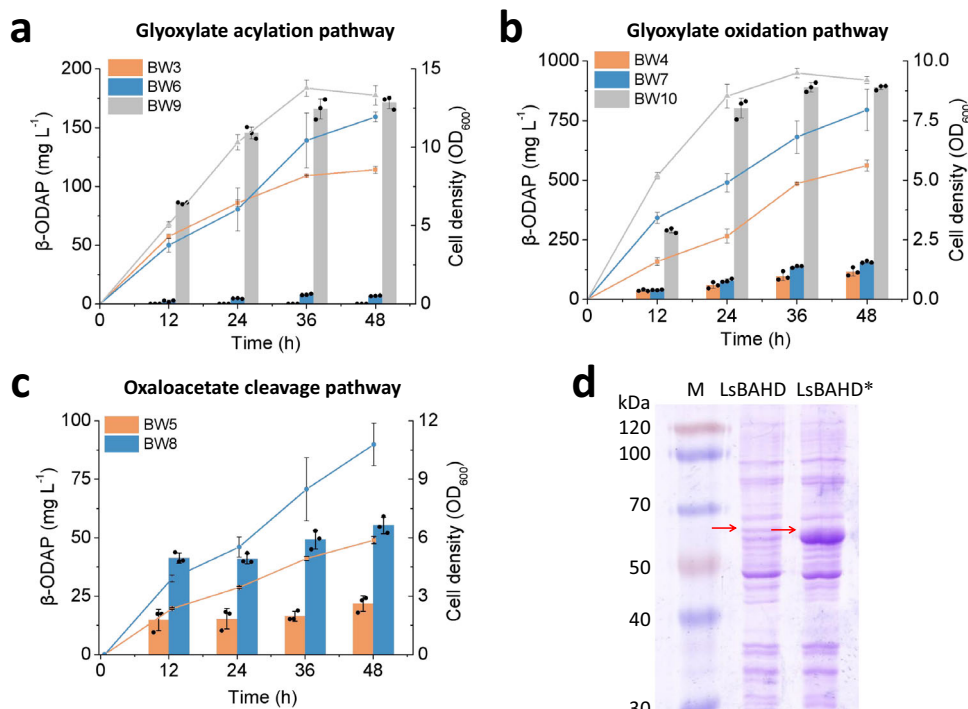 a
Glyoxylate acylation pathway
BW3
BW6
BW9
200
150
100
50
0
β-ODAP (mg L⁻¹)
15
10
5
0
Cell density (OD₆₀₀)
0 12 24 36 48
Time (h)
b
Glyoxylate oxidation pathway
BW4
BW7
BW10
1000
750
500
250
0
β-ODAP (mg L⁻¹)
10.0
7.5
5.0
2.5
0.0
Cell density (OD₆₀₀)
0 12 24 36 48
Time (h)
c
Oxaloacetate cleavage pathway
BW5
BW8
100
75
50
25
0
β-ODAP (mg L⁻¹)
12
9
6
3
0
Cell density (OD₆₀₀)
0 12 24 36 48
Time (h)
d
kDa M LsBAHD LsBAHD*
120
100
70
50
40
30